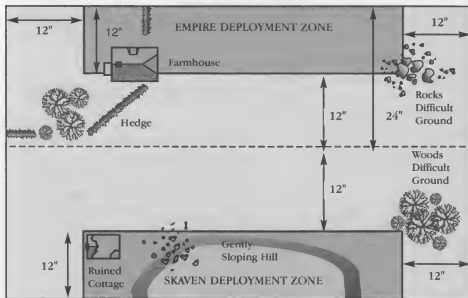 EMPIRE DEPLOYMENT ZONE
12"
12"
12"
Farmhouse
Rocks
Difficult
Ground
12"
24"
Hedge
Woods
Difficult
Ground
12"
Gently
Sloping Hill
12"
Ruined
Cottage
SKAVEN DEPLOYMENT ZONE
12"